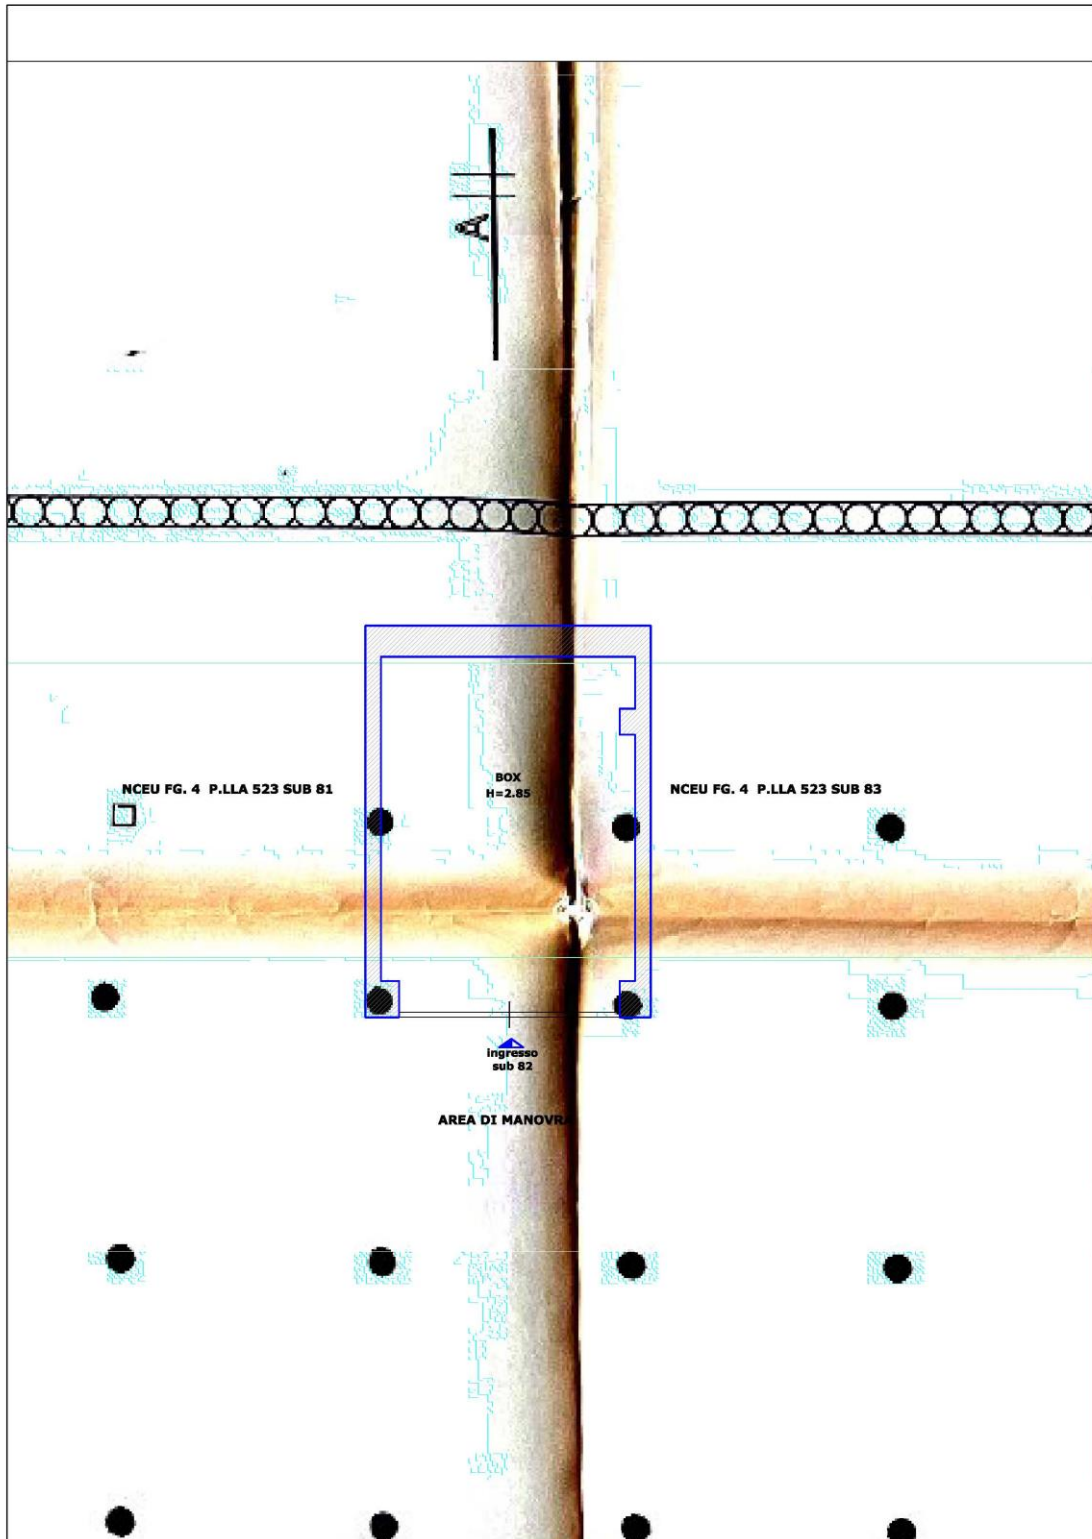 A
BOX
H=2.85
NCEU FG. 4 P.LLA 523 SUB 81
NCEU FG. 4 P.LLA 523 SUB 83
ingresso
sub 82
AREA DI MANOVRA